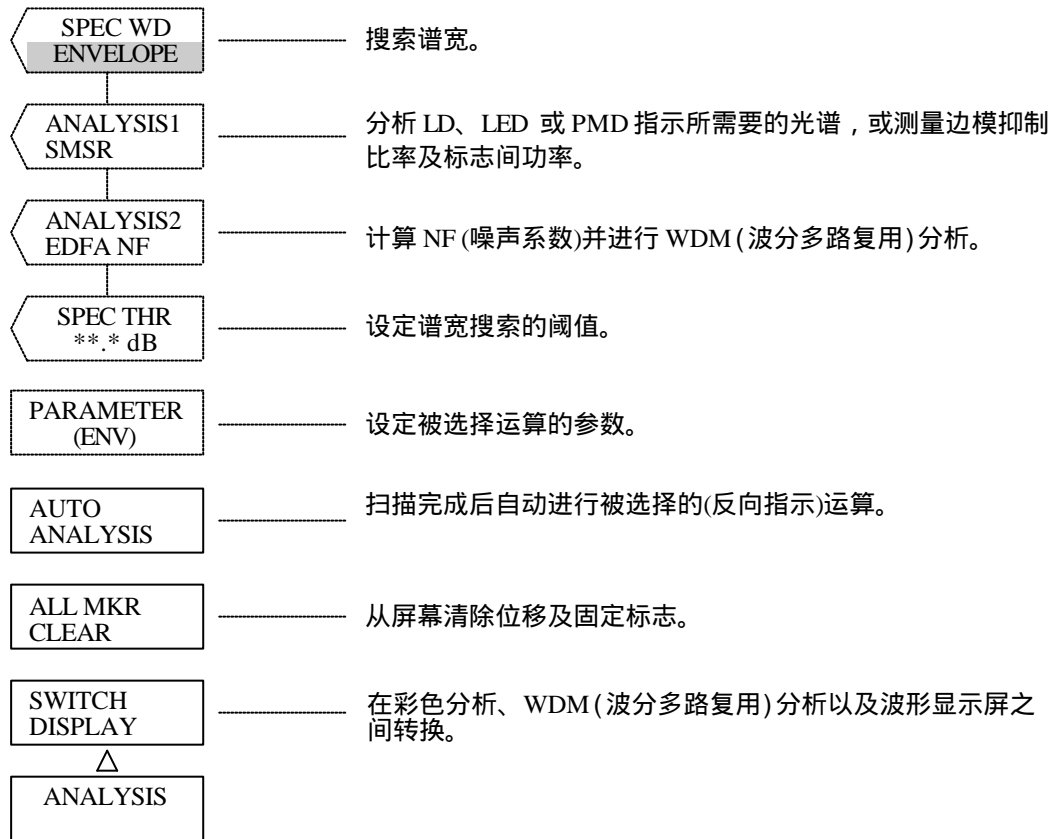 SPEC WD
ENVELOPE
搜索谱宽。
ANALYSIS1
SMSR
分析 LD、LED 或 PMD 指示所需要的光谱，或测量边模抑制
比率及标志间功率。
ANALYSIS2
EDFA NF
计算 NF (噪声系数)并进行 WDM (波分多路复用) 分析。
SPEC THR
**.* dB
设定谱宽搜索的阈值。
PARAMETER
(ENV)
设定被选择运算的参数。
AUTO
ANALYSIS
扫描完成后自动进行被选择的(反向指示)运算。
ALL MKR
CLEAR
从屏幕清除位移及固定标志。
SWITCH
DISPLAY
在彩色分析、WDM (波分多路复用) 分析以及波形显示屏之
间转换。
ANALYSIS